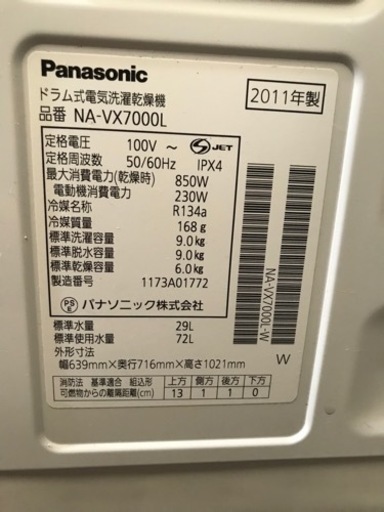 Panasonic
ドラム式電気洗濯乾燥機
品番 NA-VX7000L
2011年製
定格電圧 100V ～ S JET
定格周波数 50/60Hz IPX4
最大消費電力(乾燥時) 850W
電動機消費電力 230W
冷媒名称 R134a
冷媒質量 168g
標準洗濯容量 9.0kg
標準脱水容量 9.0kg
標準乾燥容量 6.0kg
製造番号 1173A01772
PSE パナソニック株式会社
標準水量 29L
標準使用水量 72L
外形寸法
幅639mm×奥行716mm×高さ1021mm
消防法 基準適合 組込形 上方 側方 後方 下方
可燃物からの離隔距離(cm) 13 1 1 0
NA-VX7000L-W
W